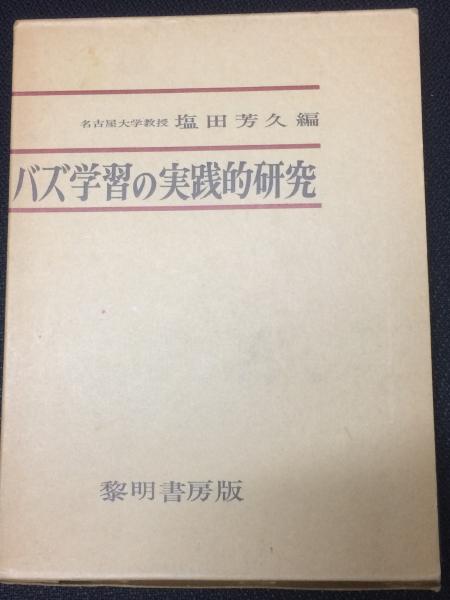 名古屋大学教授 塩田芳久編
バズ学習の実践的研究
黎明書房版